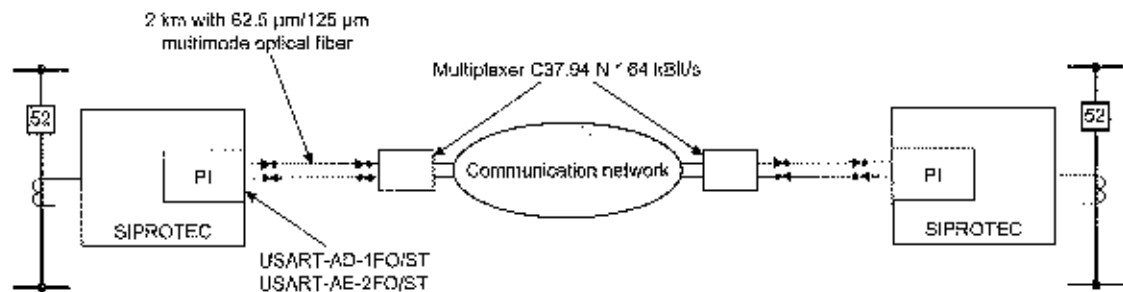 2 km with 62.5 µm/125 µm
multimode optical fiber
Multiplexer C37.94 N * 64 kBit/s
52
52
PI
Communication network
PI
SIPROTEC
SIPROTEC
USART-AD-1FO/ST
USART-AE-2FO/ST